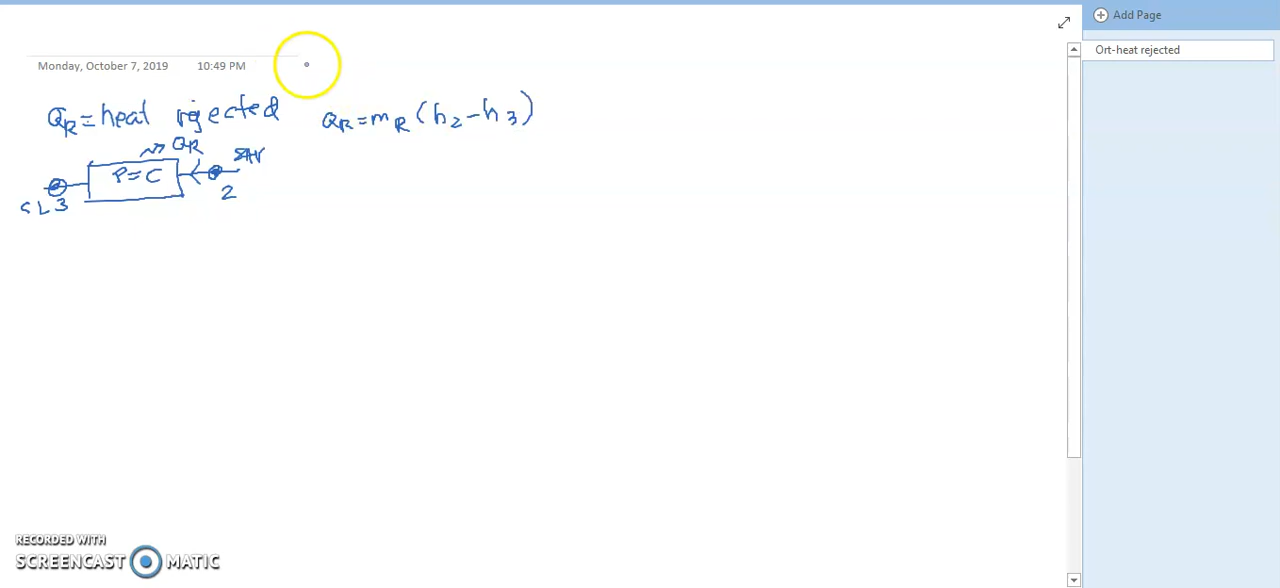 Add Page
Ort-heat rejected
Monday, October 7, 2019 10:49 PM
QR = heat rejected QR = mR (h2 - h3)
QR
P = C
2
SL 3
RECORDED WITH
SCREENCAST MATIC